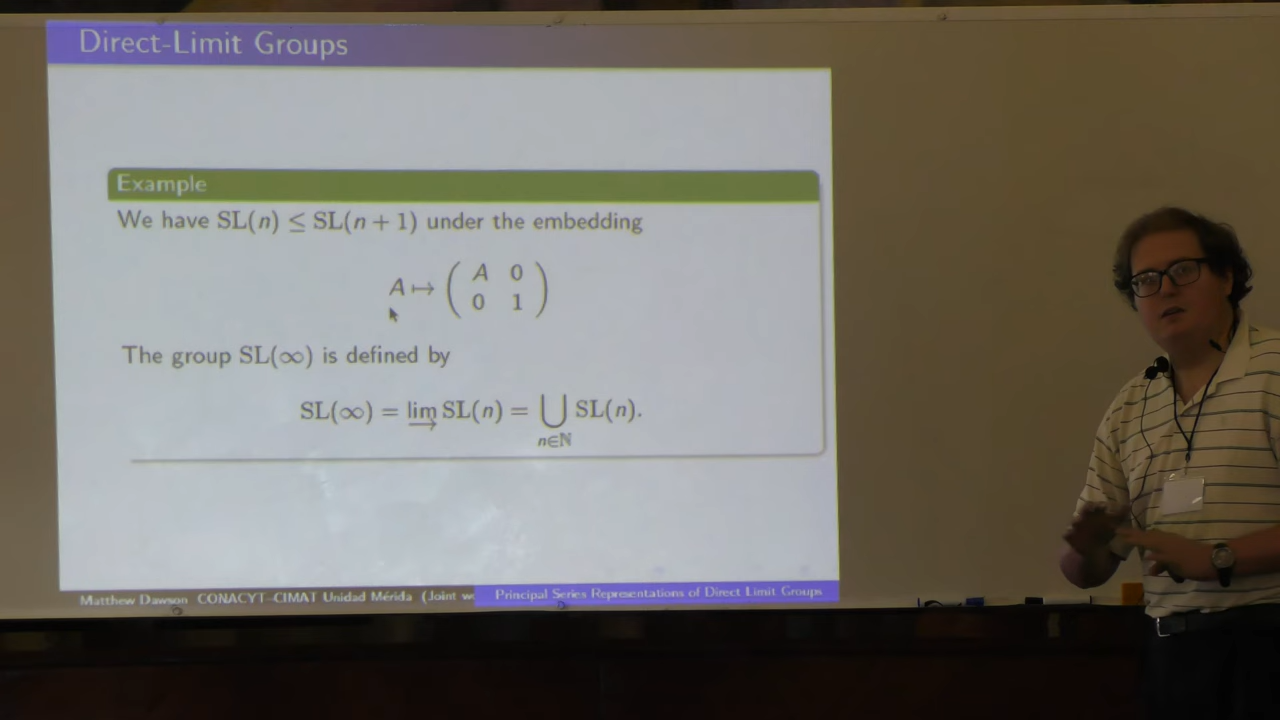 Direct-Limit Groups
Example
We have SL(n) ≤ SL(n + 1) under the embedding
A ↦ ( A 0
0 1 )
The group SL(∞) is defined by
SL(∞) = lim→ SL(n) = ⋃ n∈ℕ SL(n).
Matthew Dawson CONACYT–CIMAT Unidad Mérida (Joint w
Principal Series Representations of Direct Limit Groups